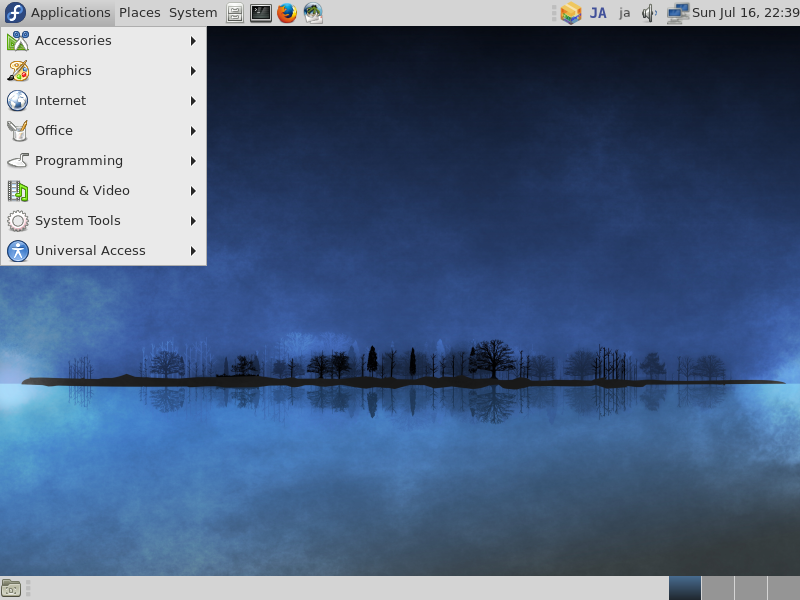 Applications Places System JA ja Sun Jul 16, 22:39
Accessories
Graphics
Internet
Office
Programming
Sound & Video
System Tools
Universal Access